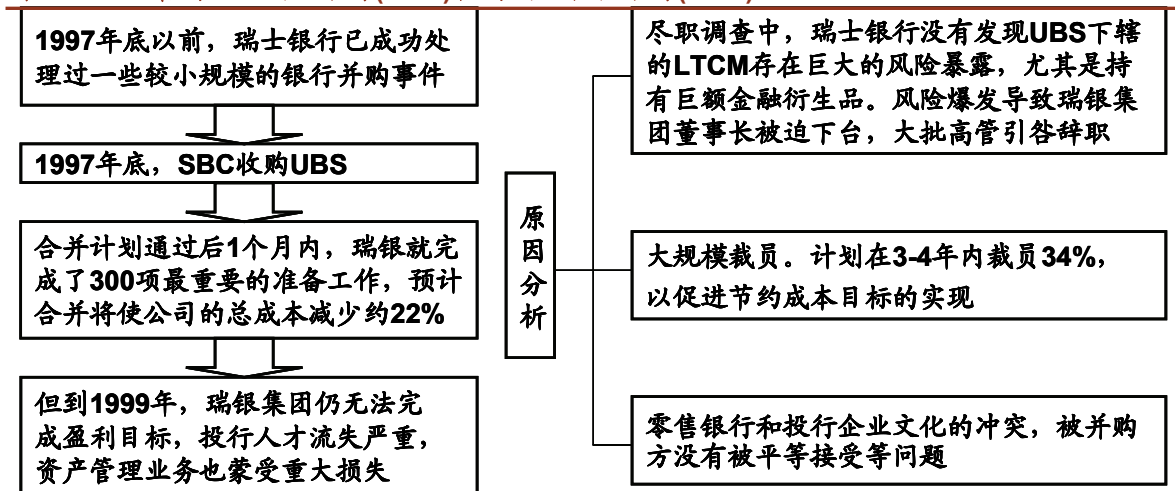 1997年底以前，瑞士银行已成功处
理过一些较小规模的银行并购事件
1997年底，SBC收购UBS
合并计划通过后1个月内，瑞银就完
成了300项最重要的准备工作，预计
合并将使公司的总成本减少约22%
但到1999年，瑞银集团仍无法完
成盈利目标，投行人才流失严重，
资产管理业务也蒙受重大损失
原
因
分
析
尽职调查中，瑞士银行没有发现UBS下辖
的LTCM存在巨大的风险暴露，尤其是持
有巨额金融衍生品。风险爆发导致瑞银集
团董事长被迫下台，大批高管引咎辞职
大规模裁员。计划在3-4年内裁员34%，
以促进节约成本目标的实现
零售银行和投行企业文化的冲突，被并购
方没有被平等接受等问题